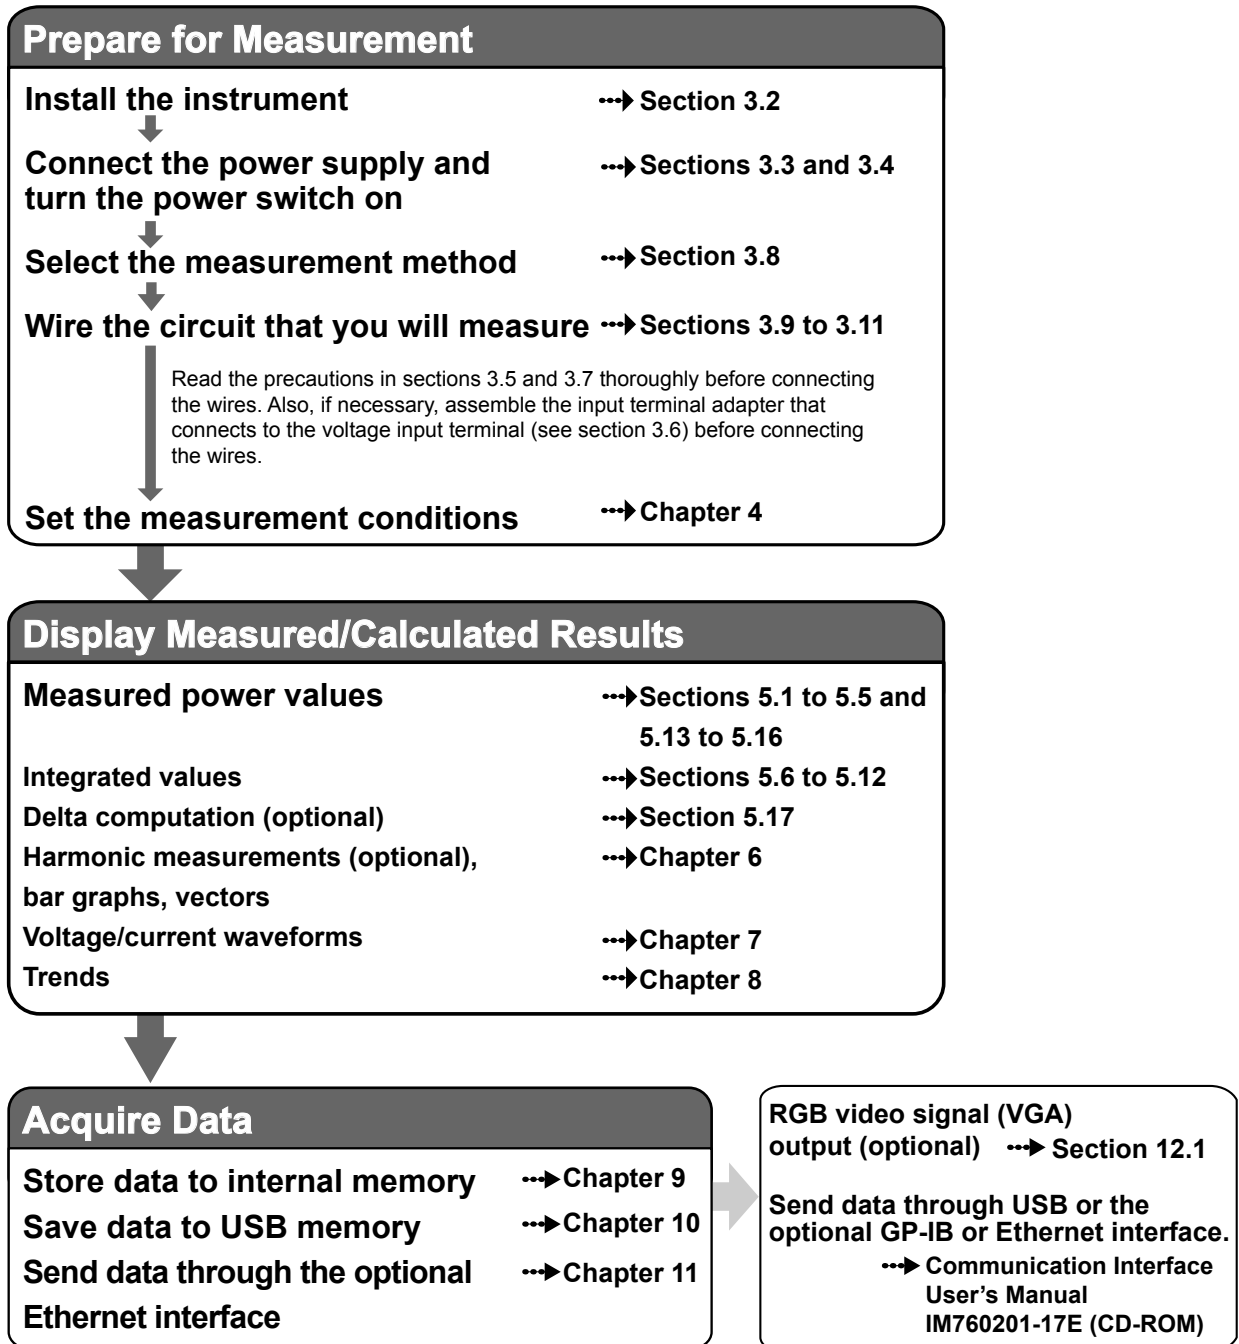 Prepare for Measurement
Install the instrument
Section 3.2
Connect the power supply and
turn the power switch on
Sections 3.3 and 3.4
Select the measurement method
Section 3.8
Wire the circuit that you will measure
Sections 3.9 to 3.11
Read the precautions in sections 3.5 and 3.7 thoroughly before connecting
the wires. Also, if necessary, assemble the input terminal adapter that
connects to the voltage input terminal (see section 3.6) before connecting
the wires.
Set the measurement conditions
Chapter 4
Display Measured/Calculated Results
Measured power values
Sections 5.1 to 5.5 and
5.13 to 5.16
Integrated values
Sections 5.6 to 5.12
Delta computation (optional)
Section 5.17
Harmonic measurements (optional),
bar graphs, vectors
Chapter 6
Voltage/current waveforms
Chapter 7
Trends
Chapter 8
Acquire Data
Store data to internal memory
Chapter 9
Save data to USB memory
Chapter 10
Send data through the optional
Ethernet interface
Chapter 11
RGB video signal (VGA)
output (optional)
Section 12.1
Send data through USB or the
optional GP-IB or Ethernet interface.
Communication Interface
User's Manual
IM760201-17E (CD-ROM)